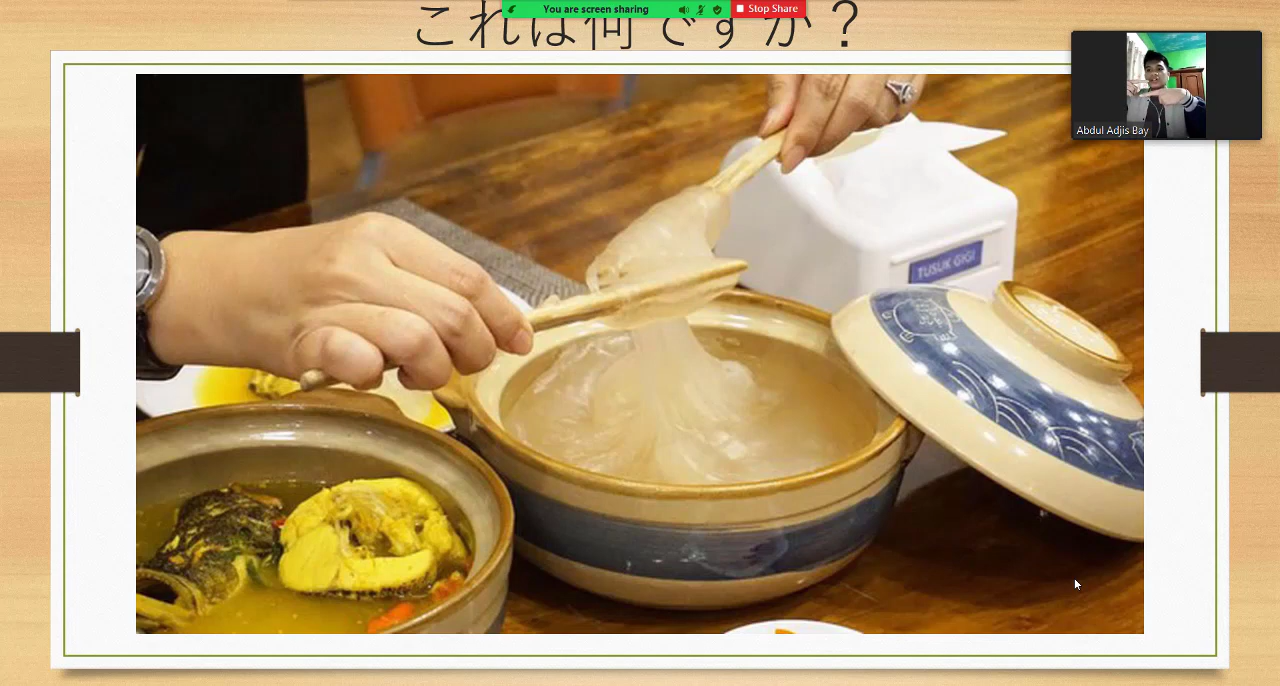 これは何ですか？
You are screen sharing
Stop Share
Abdul Adjis Bay
TUSUK GIGI